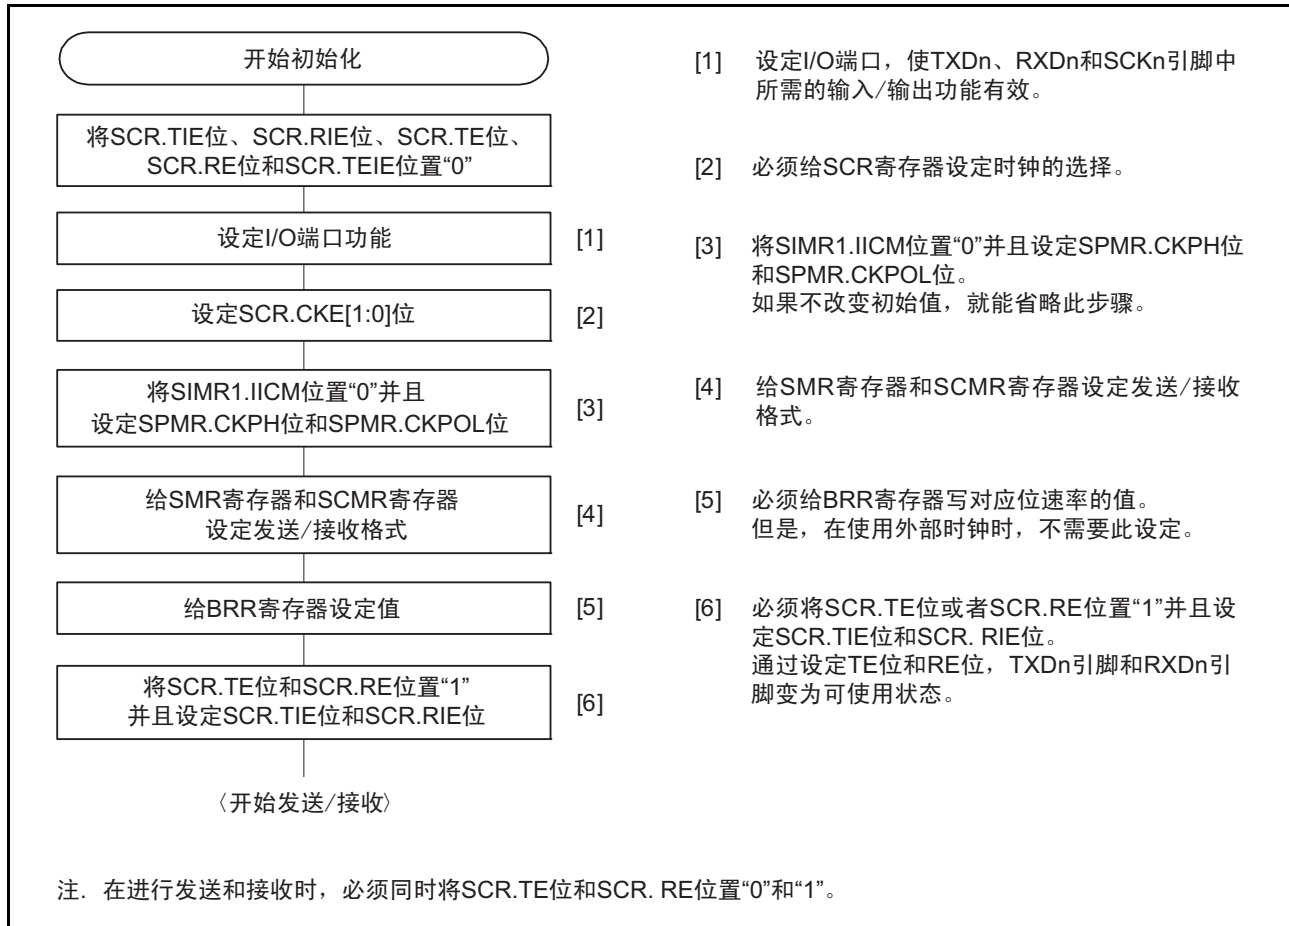 开始初始化
将SCR.TIE位、SCR.RIE位、SCR.TE位、
SCR.RE位和SCR.TEIE位置“0”
设定I/O端口功能 [1]
设定SCR.CKE[1:0]位 [2]
将SIMR1.IICM位置“0”并且
设定SPMR.CKPH位和SPMR.CKPOL位 [3]
给SMR寄存器和SCMR寄存器
设定发送/接收格式 [4]
给BRR寄存器设定值 [5]
将SCR.TE位和SCR.RE位置“1”
并且设定SCR.TIE位和SCR.RIE位 [6]
〈开始发送/接收〉
[1] 设定I/O端口，使TXDn、RXDn和SCKn引脚中
所需的输入/输出功能有效。
[2] 必须给SCR寄存器设定时钟的选择。
[3] 将SIMR1.IICM位置“0”并且设定SPMR.CKPH位
和SPMR.CKPOL位。
如果不改变初始值，就能省略此步骤。
[4] 给SMR寄存器和SCMR寄存器设定发送/接收
格式。
[5] 必须给BRR寄存器写对应位速率的值。
但是，在使用外部时钟时，不需要此设定。
[6] 必须将SCR.TE位或者SCR.RE位置“1”并且设
定SCR.TIE位和SCR. RIE位。
通过设定TE位和RE位，TXDn引脚和RXDn引
脚变为可使用状态。
注. 在进行发送和接收时，必须同时将SCR.TE位和SCR. RE位置“0”和“1”。